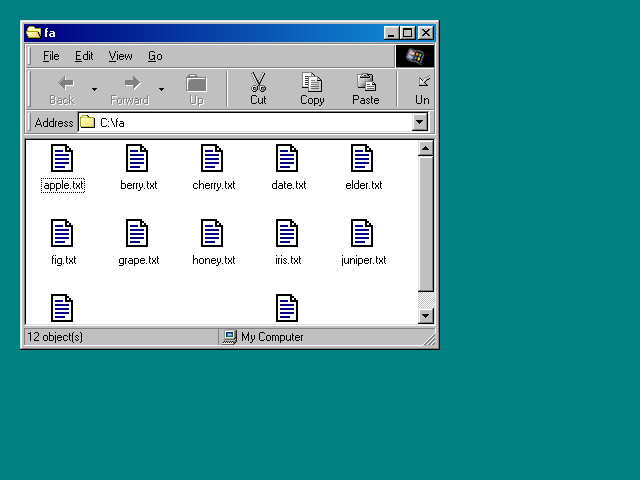 fa
File Edit View Go
Back Forward Up Cut Copy Paste Un
Address C:\fa
apple.txt berry.txt cherry.txt date.txt elder.txt
fig.txt grape.txt honey.txt iris.txt juniper.txt
12 object(s) My Computer